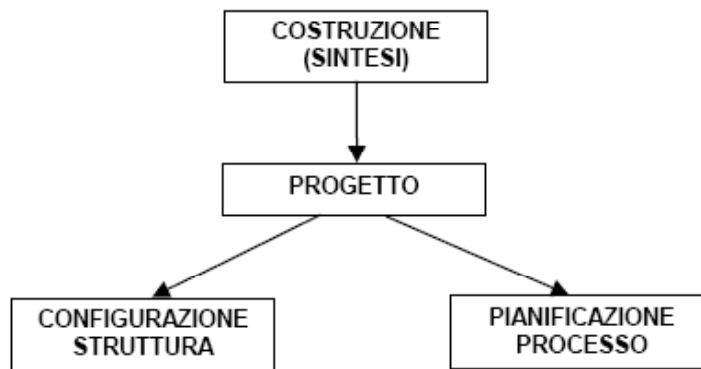 COSTRUZIONE
(SINTESI)
PROGETTO
CONFIGURAZIONE
STRUTTURA
PIANIFICAZIONE
PROCESSO